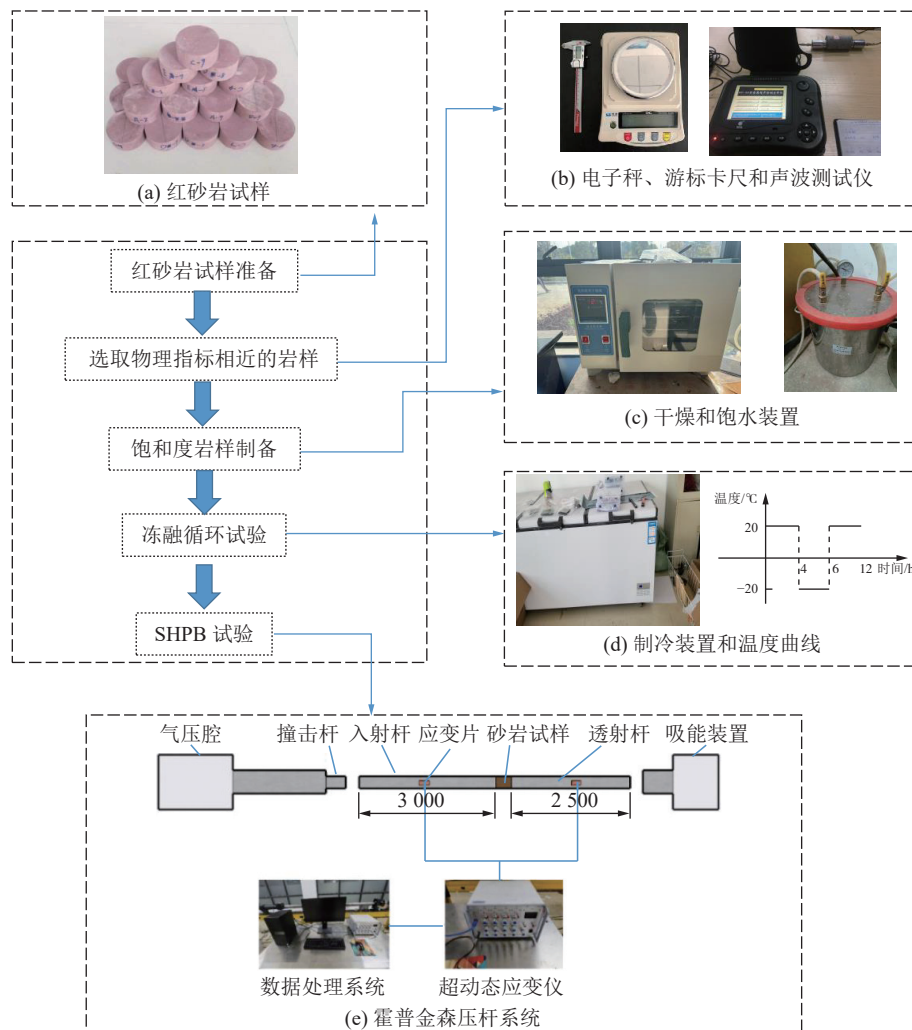 (a) 红砂岩试样
(b) 电子秤、游标卡尺和声波测试仪
红砂岩试样准备
选取物理指标相近的岩样
饱和度岩样制备
冻融循环试验
SHPB 试验
(c) 干燥和饱水装置
温度/℃
20
4 6 12 时间/h
−20
(d) 制冷装置和温度曲线
气压腔 撞击杆 入射杆 应变片 砂岩试样 透射杆 吸能装置
3 000 2 500
数据处理系统 超动态应变仪
(e) 霍普金森压杆系统